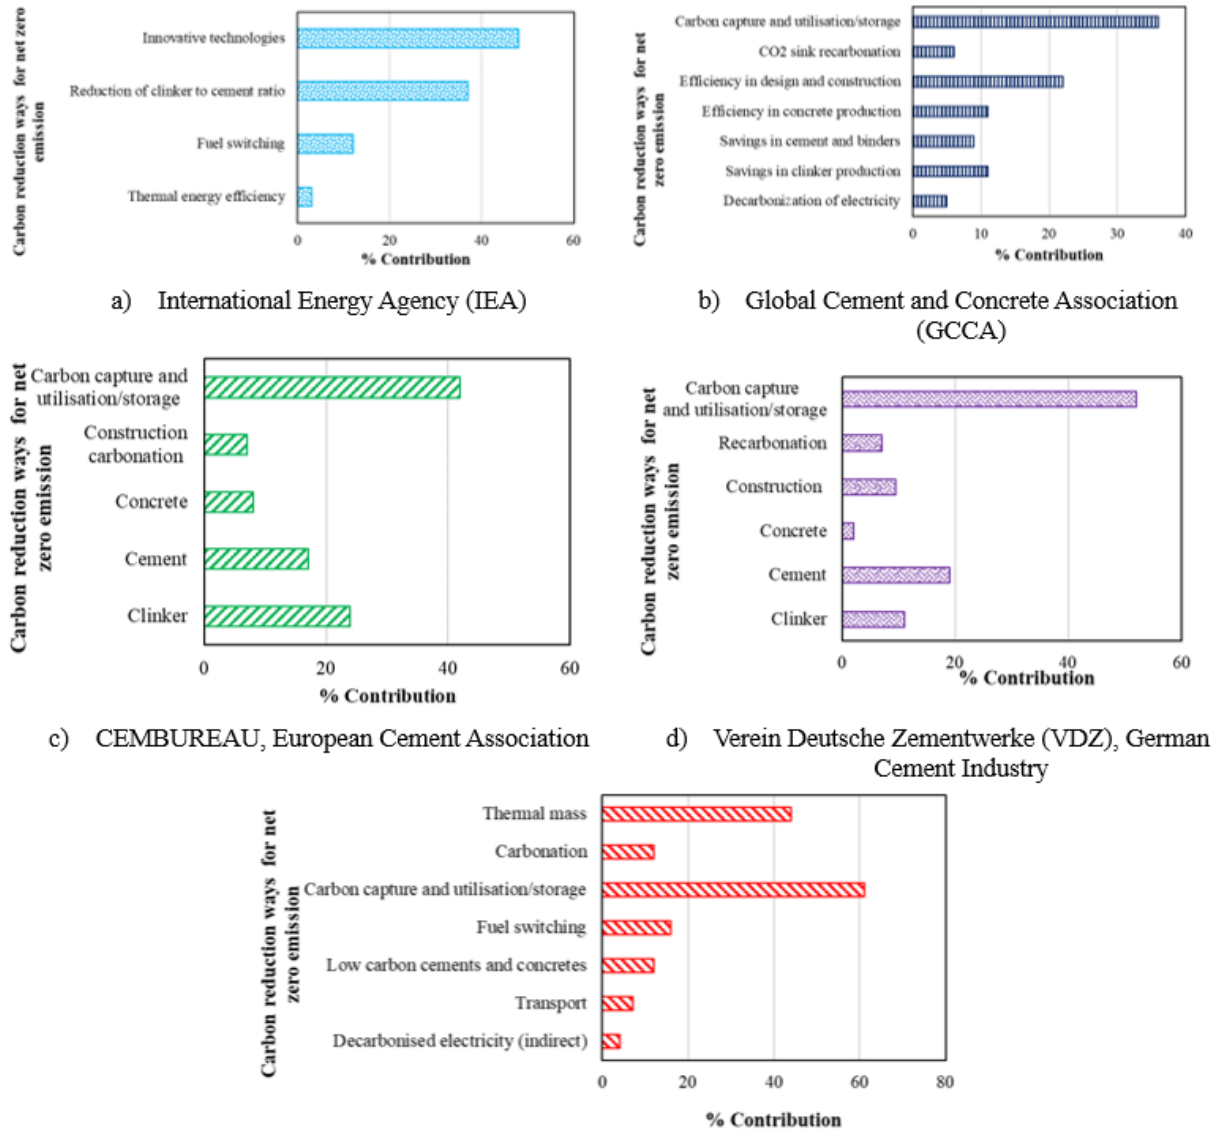 Carbon reduction ways for net zero
emission
Innovative technologies
Reduction of clinker to cement ratio
Fuel switching
Thermal energy efficiency
0 20 40 60
% Contribution
a) International Energy Agency (IEA)
Carbon reduction ways for net
zero emission
Carbon capture and utilisation/storage
CO2 sink recarbonation
Efficiency in design and construction
Efficiency in concrete production
Savings in cement and binders
Savings in clinker production
Decarbonization of electricity
0 10 20 30 40
% Contribution
b) Global Cement and Concrete Association
(GCCA)
Carbon reduction ways for net
zero emission
Carbon capture and
utilisation/storage
Construction
carbonation
Concrete
Cement
Clinker
0 20 40 60
% Contribution
c) CEMBUREAU, European Cement Association
Carbon reduction ways for net
zero emission
Carbon capture
and utilisation/storage
Recarbonation
Construction
Concrete
Cement
Clinker
0 20 40 60
% Contribution
d) Verein Deutsche Zementwerke (VDZ), German
Cement Industry
Carbon reduction ways for net
zero emission
Thermal mass
Carbonation
Carbon capture and utilisation/storage
Fuel switching
Low carbon cements and concretes
Transport
Decarbonised electricity (indirect)
0 20 40 60 80
% Contribution